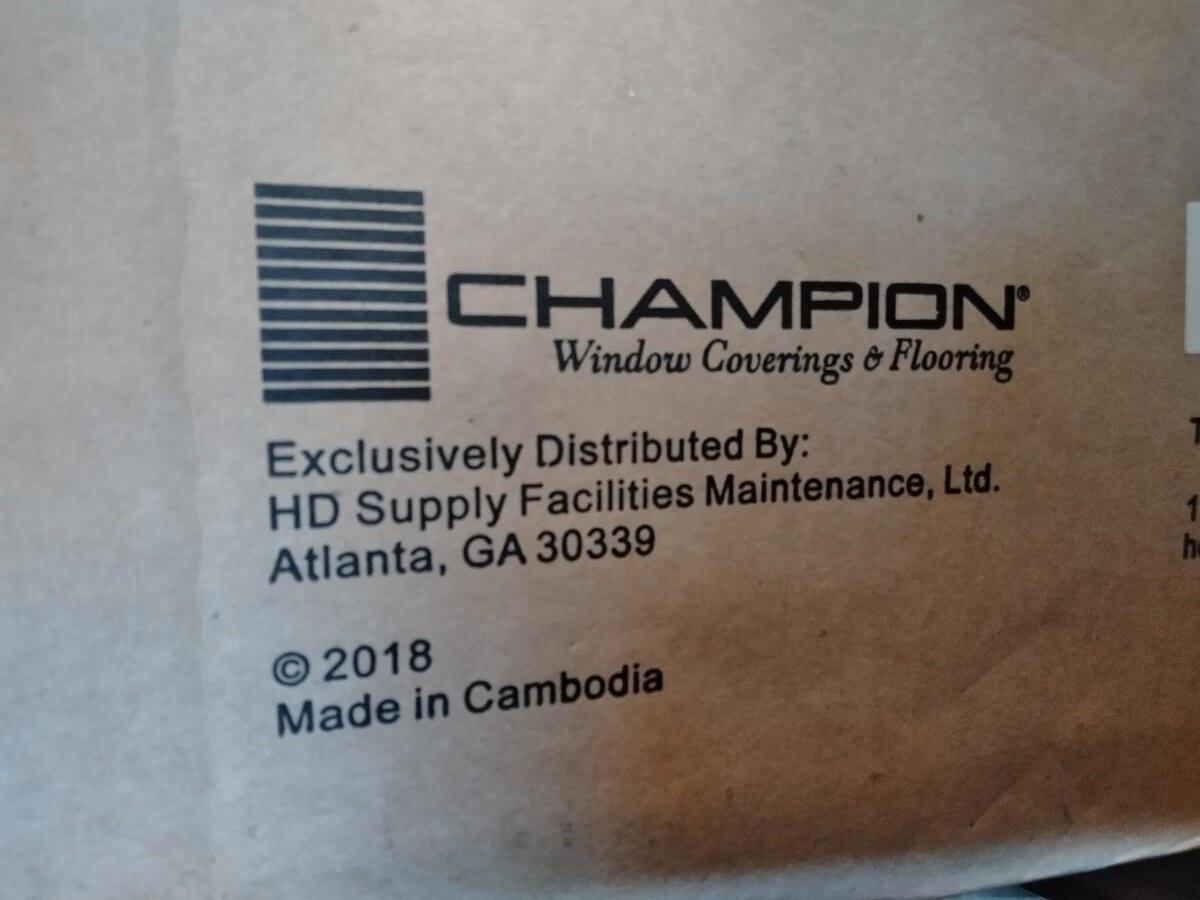 CHAMPION®
Window Coverings & Flooring
Exclusively Distributed By:
HD Supply Facilities Maintenance, Ltd.
Atlanta, GA 30339
© 2018
Made in Cambodia